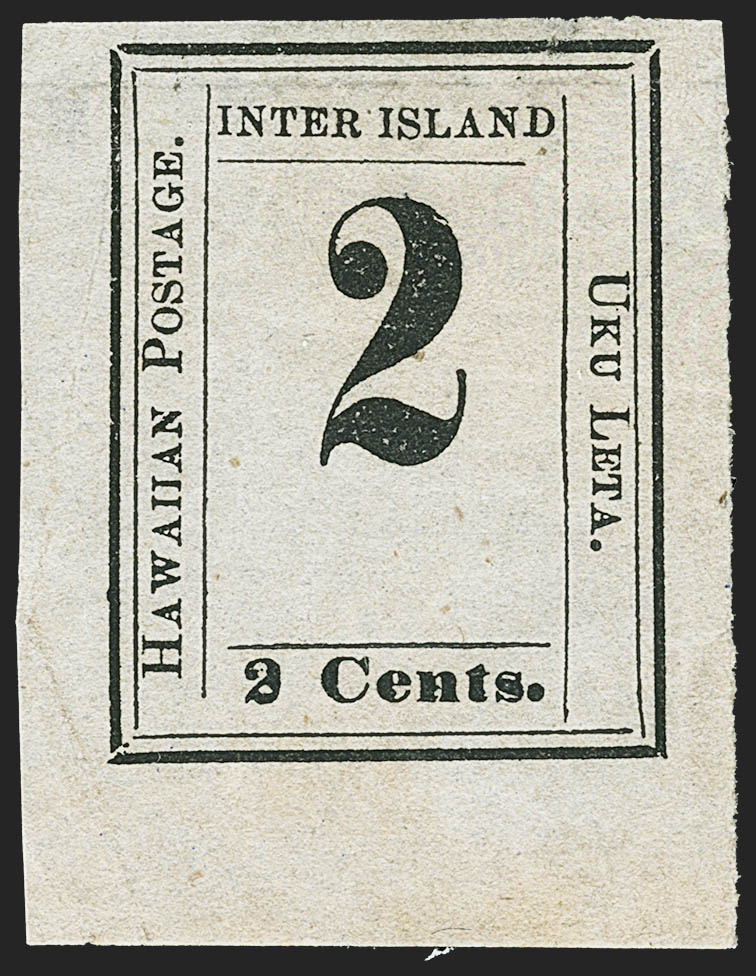 INTER ISLAND
HAWAIIAN POSTAGE.
2
UKU LETA.
2 Cents.